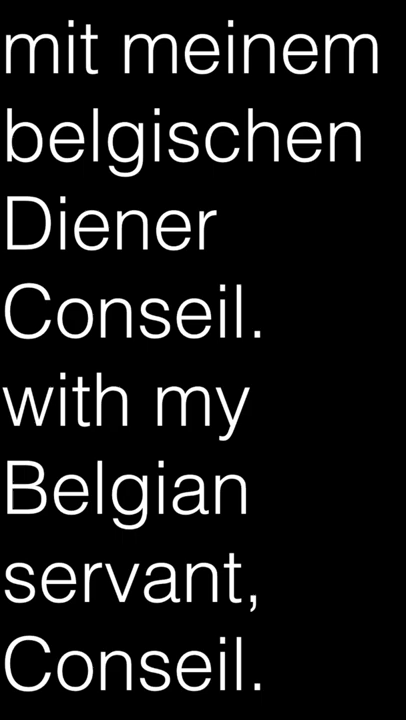 mit meinem
belgischen
Diener
Conseil.
with my
Belgian
servant,
Conseil.